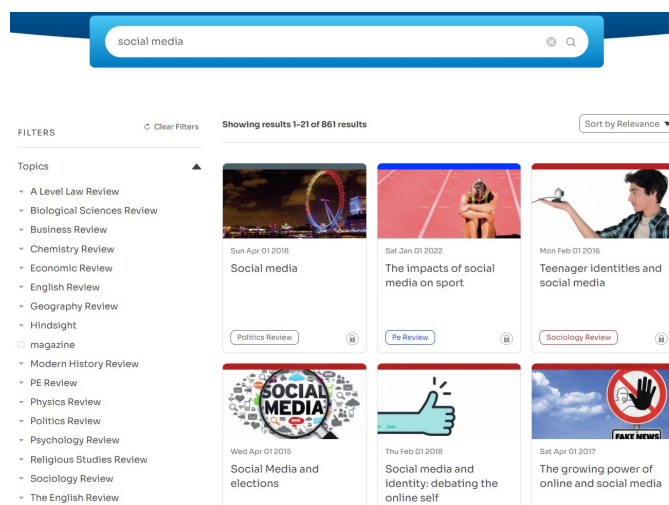 social media
FILTERS
Clear Filters
Showing results 1-21 of 861 results
Sort by Relevance
Topics
A Level Law Review
Biological Sciences Review
Business Review
Chemistry Review
Economic Review
English Review
Geography Review
Hindsight
magazine
Modern History Review
PE Review
Physics Review
Politics Review
Psychology Review
Religious Studies Review
Sociology Review
The English Review
Sun Apr 01 2018
Social media
Politics Review
Sat Jan 01 2022
The impacts of social
media on sport
Pe Review
Mon Feb 01 2016
Teenager identities and
social media
Sociology Review
SOCIAL
MEDIA
Wed Apr 01 2015
Social Media and
elections
Thu Feb 01 2018
Social media and
identity: debating the
online self
FAKE NEWS
Sat Apr 01 2017
The growing power of
online and social media